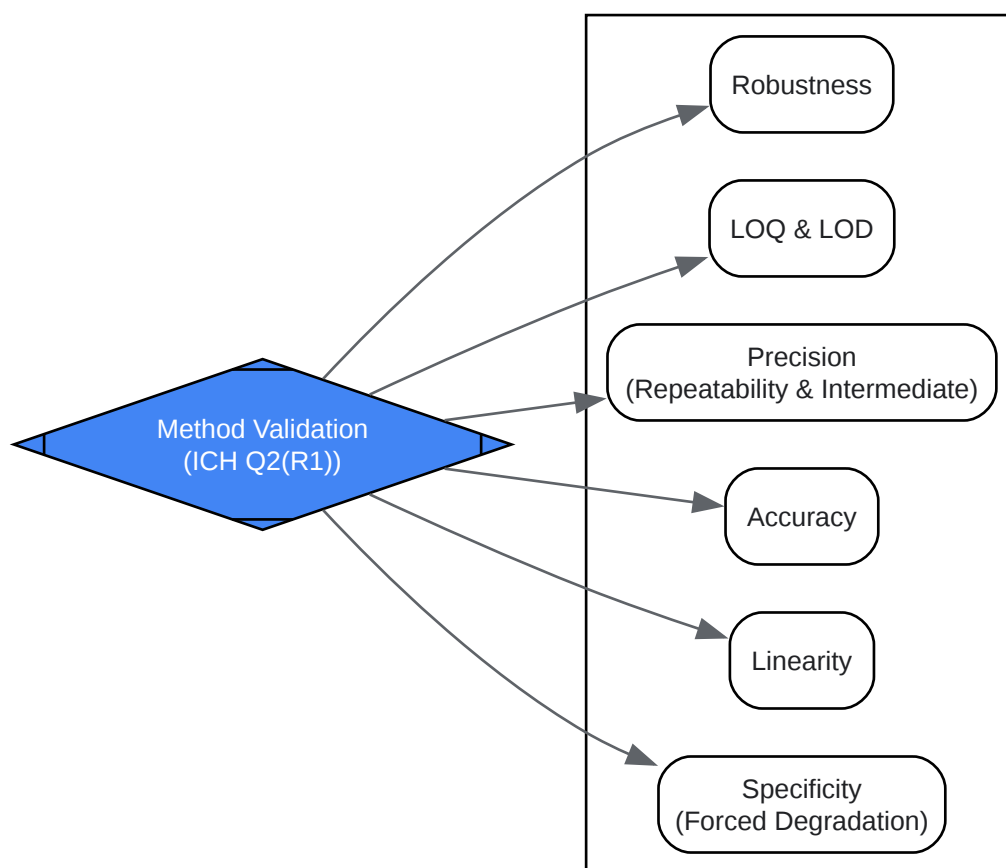 Robustness
LOQ & LOD
Precision
(Repeatability & Intermediate)
Method Validation
(ICH Q2(R1))
Accuracy
Linearity
Specificity
(Forced Degradation)